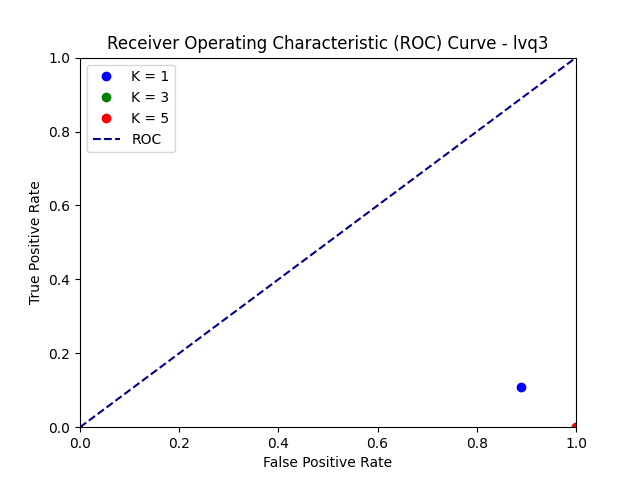 Receiver Operating Characteristic (ROC) Curve - lvq3
K = 1
K = 3
K = 5
ROC
1.0
0.8
0.6
0.4
0.2
0.0
True Positive Rate
0.0 0.2 0.4 0.6 0.8 1.0
False Positive Rate